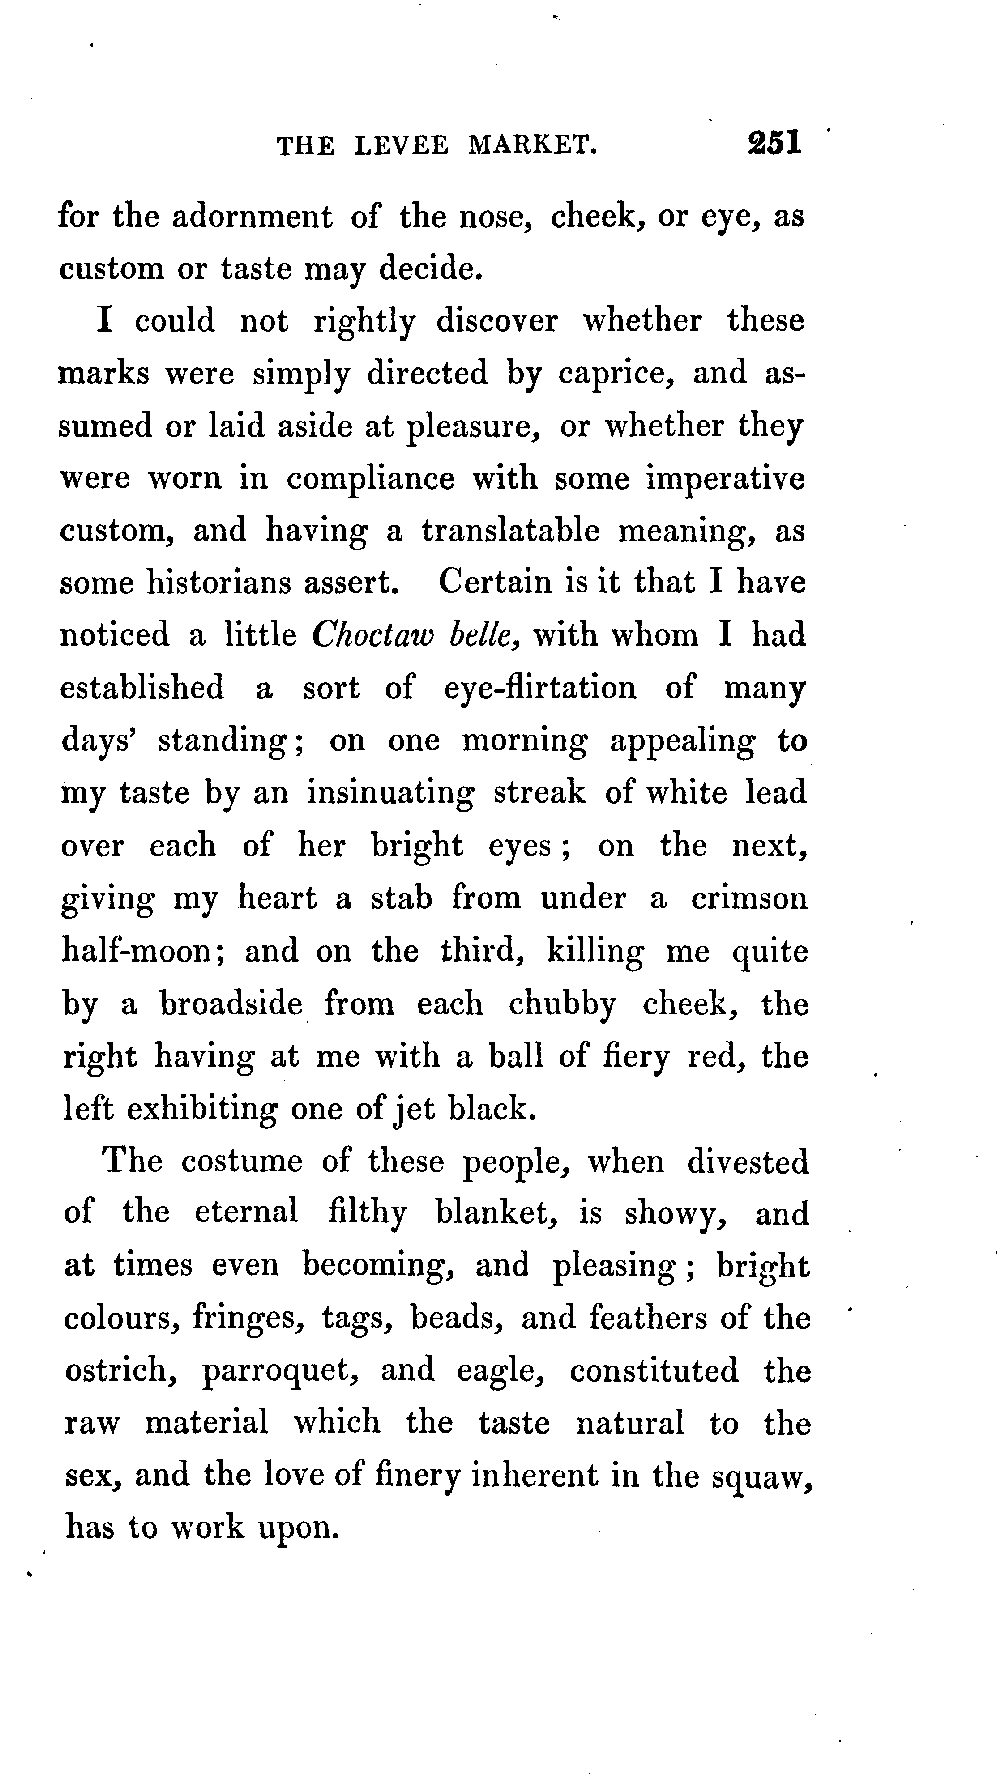 THE LEVEE MARKET. 251
for the adornment of the nose, cheek, or eye, as
custom or taste may decide.
I could not rightly discover whether these
marks were simply directed by caprice, and as-
sumed or laid aside at pleasure, or whether they
were worn in compliance with some imperative
custom, and having a translatable meaning, as
some historians assert. Certain is it that I have
noticed a little Choctaw belle, with whom I had
established a sort of eye-flirtation of many
days' standing; on one morning appealing to
my taste by an insinuating streak of white lead
over each of her bright eyes; on the next,
giving my heart a stab from under a crimson
half-moon; and on the third, killing me quite
by a broadside from each chubby cheek, the
right having at me with a ball of fiery red, the
left exhibiting one of jet black.
The costume of these people, when divested
of the eternal filthy blanket, is showy, and
at times even becoming, and pleasing; bright
colours, fringes, tags, beads, and feathers of the
ostrich, parroquet, and eagle, constituted the
raw material which the taste natural to the
sex, and the love of finery inherent in the squaw,
has to work upon.